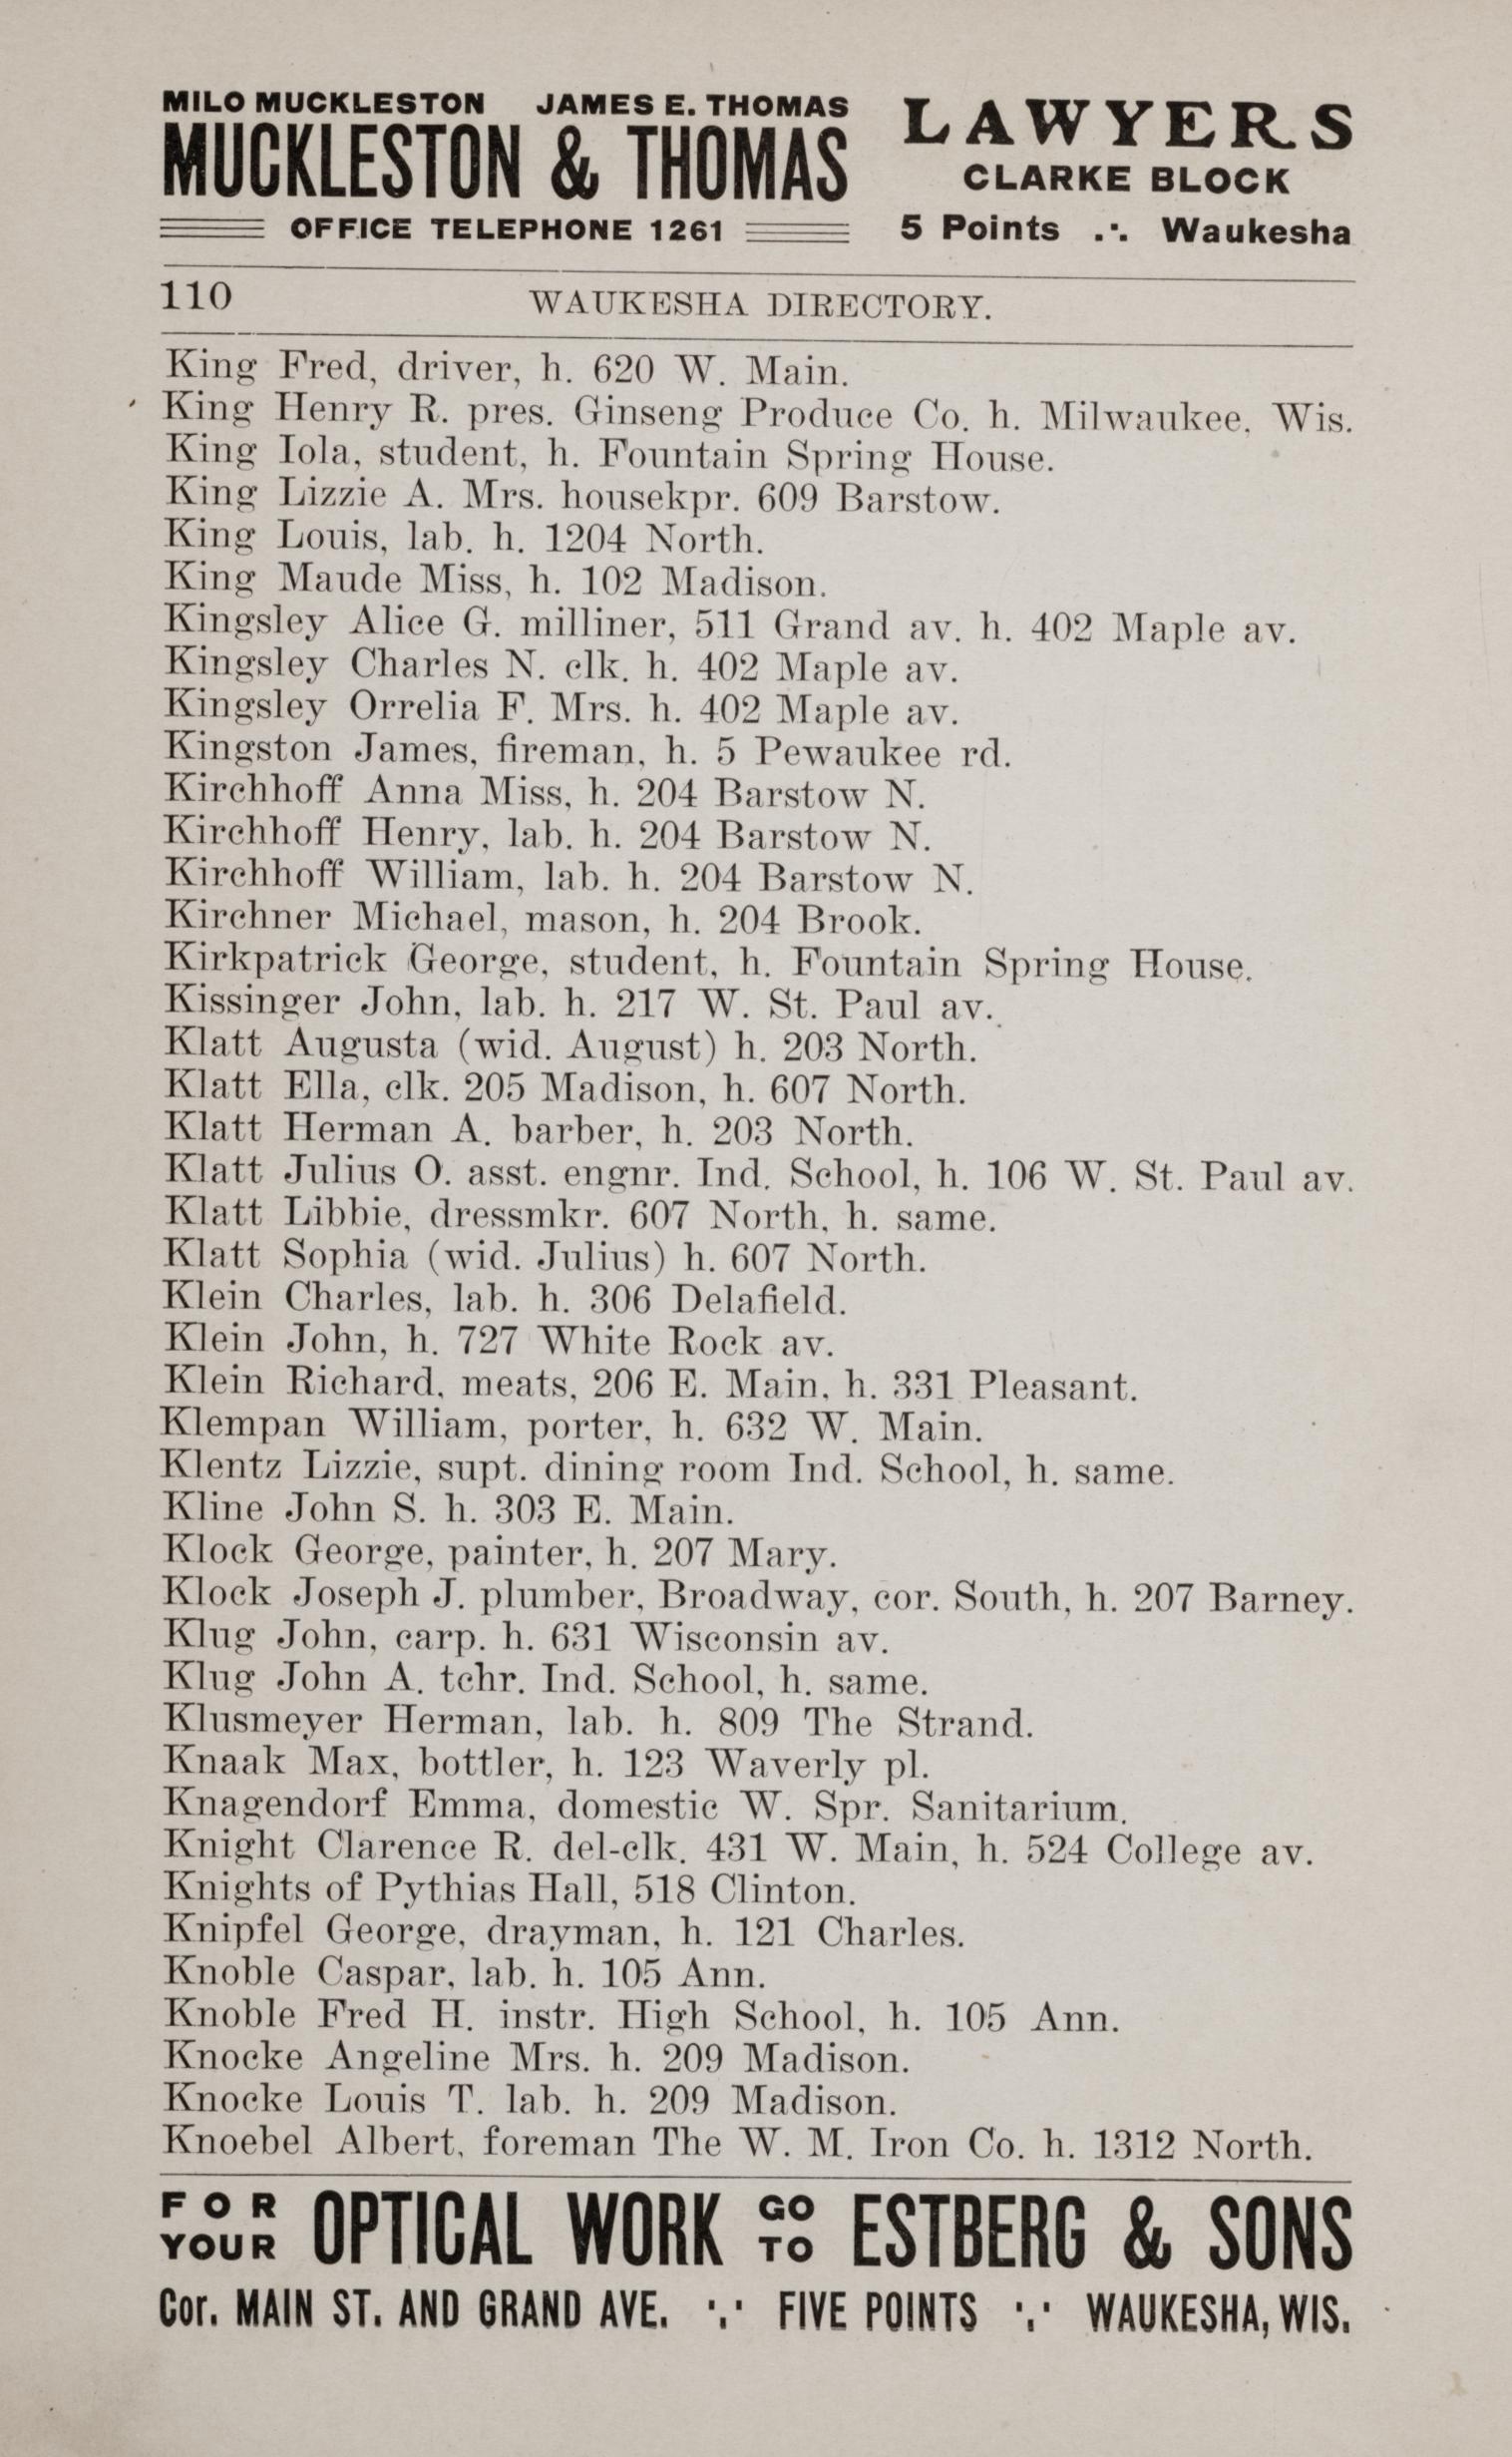 MILO MUCKLESTON JAMES E. THOMAS
MUCKLESTON & THOMAS
OFFICE TELEPHONE 1261
LAWYERS
CLARKE BLOCK
5 Points ∴ Waukesha
110 WAUKESHA DIRECTORY.
King Fred, driver, h. 620 W. Main.
King Henry R. pres. Ginseng Produce Co. h. Milwaukee, Wis.
King Iola, student, h. Fountain Spring House.
King Lizzie A. Mrs. housekpr. 609 Barstow.
King Louis, lab. h. 1204 North.
King Maude Miss, h. 102 Madison.
Kingsley Alice G. milliner, 511 Grand av. h. 402 Maple av.
Kingsley Charles N. clk. h. 402 Maple av.
Kingsley Orrelia F. Mrs. h. 402 Maple av.
Kingston James, fireman, h. 5 Pewaukee rd.
Kirchhoff Anna Miss, h. 204 Barstow N.
Kirchhoff Henry, lab. h. 204 Barstow N.
Kirchhoff William, lab. h. 204 Barstow N.
Kirchner Michael, mason, h. 204 Brook.
Kirkpatrick George, student, h. Fountain Spring House.
Kissinger John, lab. h. 217 W. St. Paul av.
Klatt Augusta (wid. August) h. 203 North.
Klatt Ella, clk. 205 Madison, h. 607 North.
Klatt Herman A. barber, h. 203 North.
Klatt Julius O. asst. engnr. Ind. School, h. 106 W. St. Paul av.
Klatt Libbie, dressmkr. 607 North, h. same.
Klatt Sophia (wid. Julius) h. 607 North.
Klein Charles, lab. h. 306 Delafield.
Klein John, h. 727 White Rock av.
Klein Richard, meats, 206 E. Main, h. 331 Pleasant.
Klempan William, porter, h. 632 W. Main.
Klentz Lizzie, supt. dining room Ind. School, h. same.
Kline John S. h. 303 E. Main.
Klock George, painter, h. 207 Mary.
Klock Joseph J. plumber, Broadway, cor. South, h. 207 Barney.
Klug John, carp. h. 631 Wisconsin av.
Klug John A. tchr. Ind. School, h. same.
Klusmeyer Herman, lab. h. 809 The Strand.
Knaak Max, bottler, h. 123 Waverly pl.
Knagendorf Emma, domestic W. Spr. Sanitarium.
Knight Clarence R. del-clk. 431 W. Main, h. 524 College av.
Knights of Pythias Hall, 518 Clinton.
Knipfel George, drayman, h. 121 Charles.
Knoble Caspar, lab. h. 105 Ann.
Knoble Fred H. instr. High School, h. 105 Ann.
Knocke Angeline Mrs. h. 209 Madison.
Knocke Louis T. lab. h. 209 Madison.
Knoebel Albert, foreman The W. M. Iron Co. h. 1312 North.
FOR YOUR OPTICAL WORK GO TO ESTBERG & SONS
Cor. MAIN ST. AND GRAND AVE. ∵ FIVE POINTS ∵ WAUKESHA, WIS.